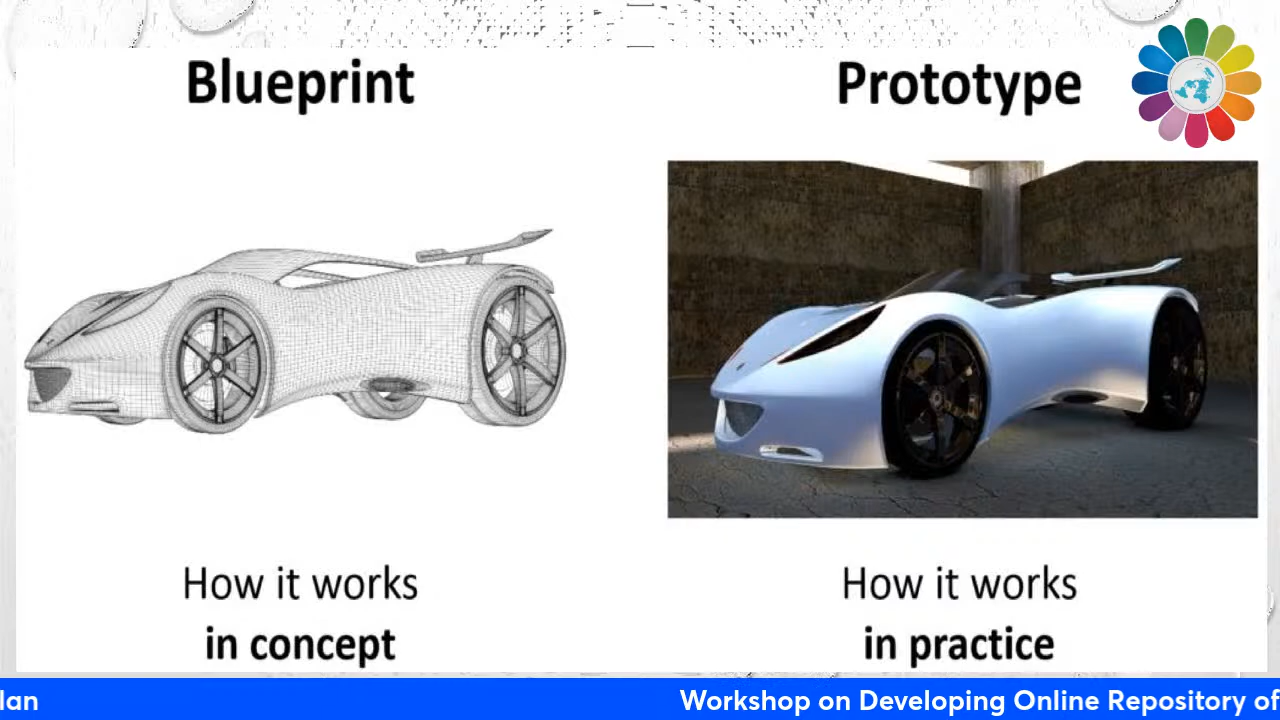 Blueprint
Prototype
How it works
in concept
How it works
in practice
lan
Workshop on Developing Online Repository of